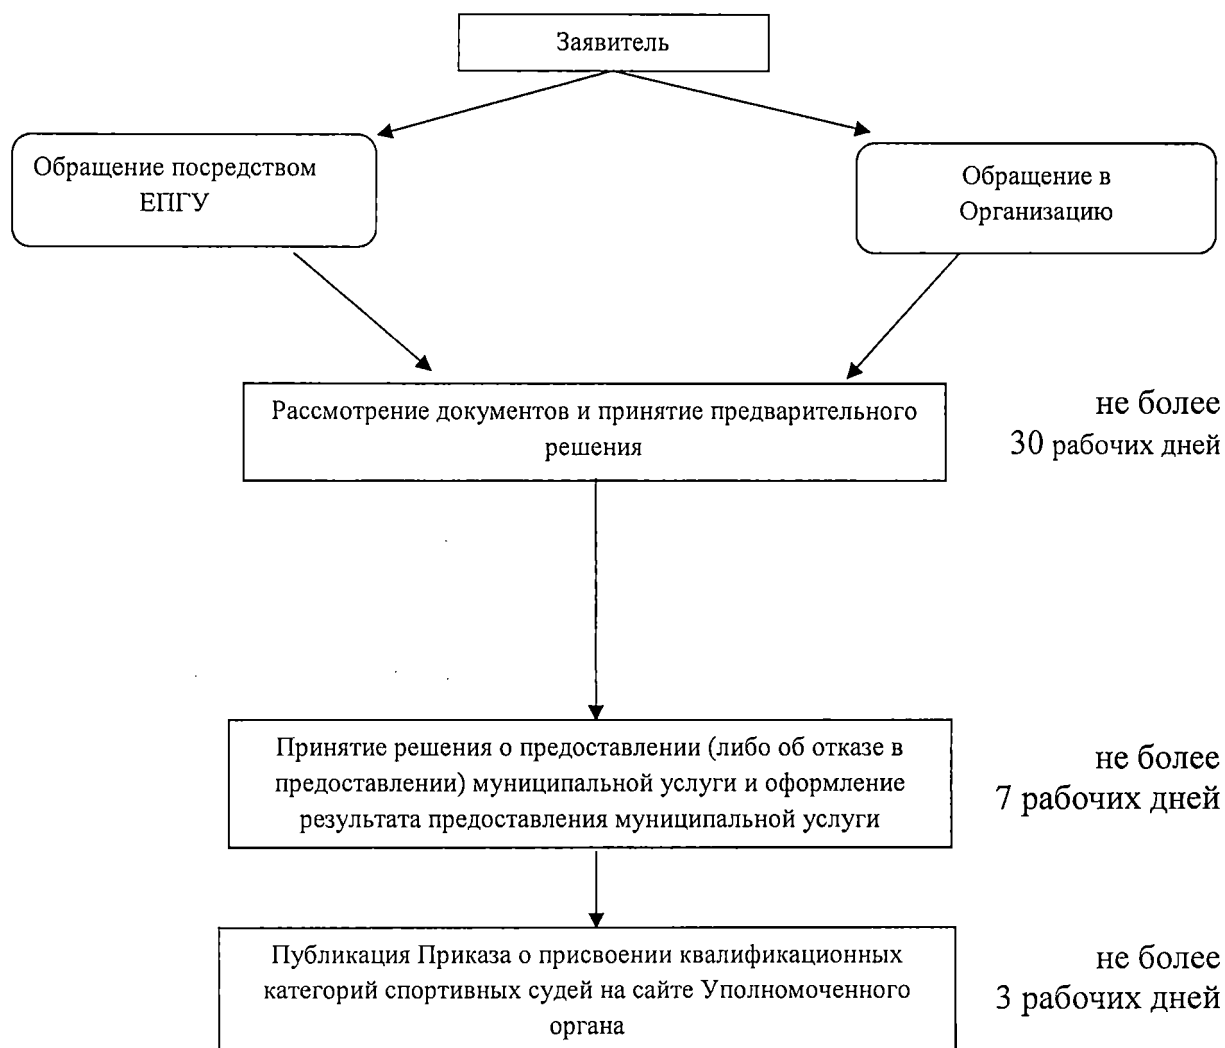 Заявитель
Обращение посредством
ЕПГУ
Обращение в
Организацию
Рассмотрение документов и принятие предварительного
решения
не более
30 рабочих дней
Принятие решения о предоставлении (либо об отказе в
предоставлении) муниципальной услуги и оформление
результата предоставления муниципальной услуги
не более
7 рабочих дней
Публикация Приказа о присвоении квалификационных
категорий спортивных судей на сайте Уполномоченного
органа
не более
3 рабочих дней